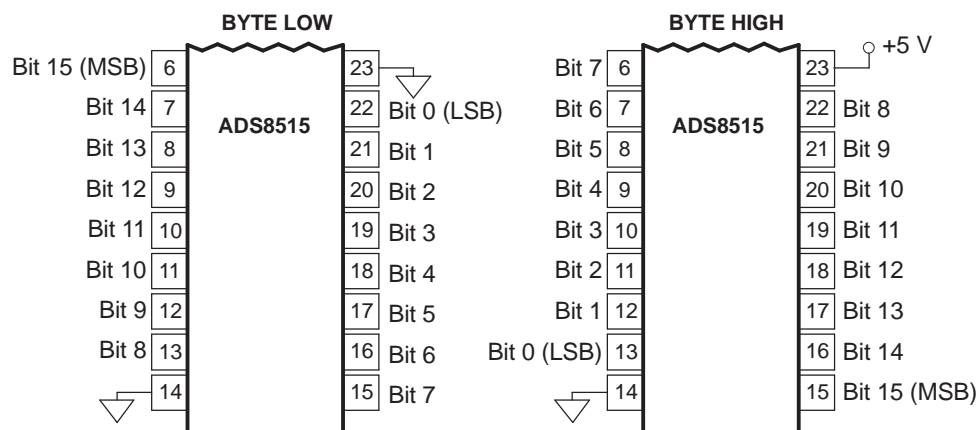 BYTE LOW
Bit 15 (MSB) 6 23
Bit 14 7 22 Bit 0 (LSB)
ADS8515
Bit 13 8 21 Bit 1
Bit 12 9 20 Bit 2
Bit 11 10 19 Bit 3
Bit 10 11 18 Bit 4
Bit 9 12 17 Bit 5
Bit 8 13 16 Bit 6
14 15 Bit 7
BYTE HIGH
+5 V
Bit 7 6 23
Bit 6 7 22 Bit 8
ADS8515
Bit 5 8 21 Bit 9
Bit 4 9 20 Bit 10
Bit 3 10 19 Bit 11
Bit 2 11 18 Bit 12
Bit 1 12 17 Bit 13
Bit 0 (LSB) 13 16 Bit 14
14 15 Bit 15 (MSB)